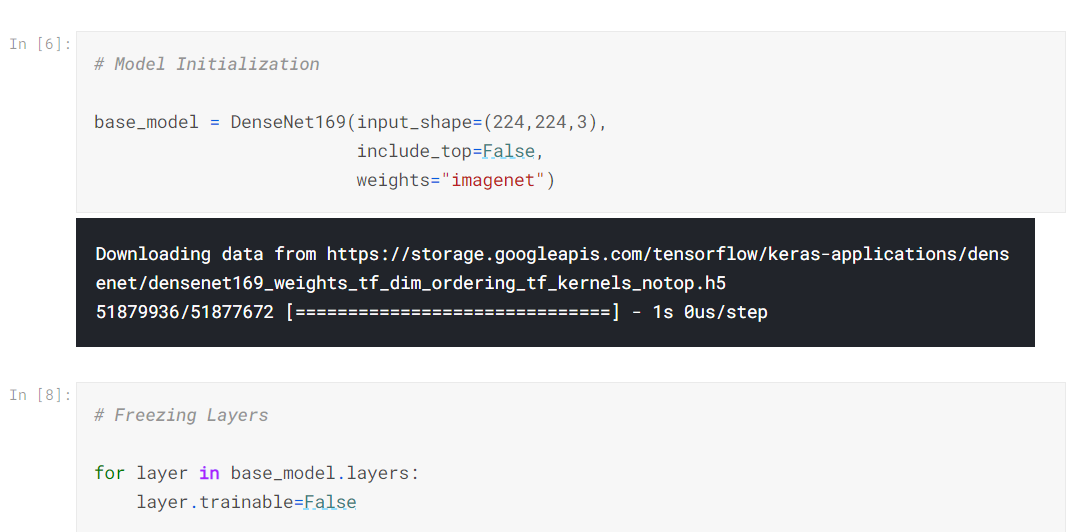 In [6]:
# Model Initialization
base_model = DenseNet169(input_shape=(224,224,3),
include_top=False,
weights="imagenet")
Downloading data from https://storage.googleapis.com/tensorflow/keras-applications/dens
enet/densenet169_weights_tf_dim_ordering_tf_kernels_notop.h5
51879936/51877672 [==============================] - 1s 0us/step
In [8]:
# Freezing Layers
for layer in base_model.layers:
layer.trainable=False